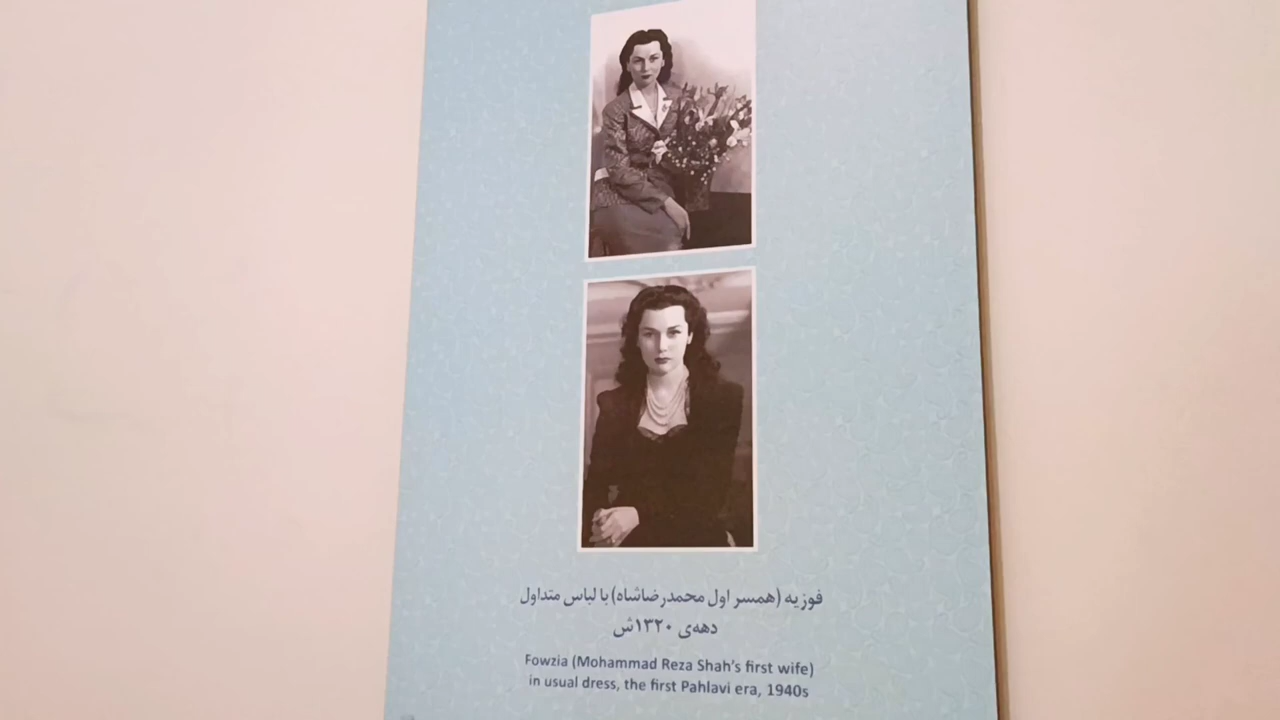 فوزیه (همسر اول محمدرضاشاه) با لباس متداول
دهه‌ی ۱۳۲۰ش
Fowzia (Mohammad Reza Shah's first wife)
in usual dress, the first Pahlavi era, 1940s